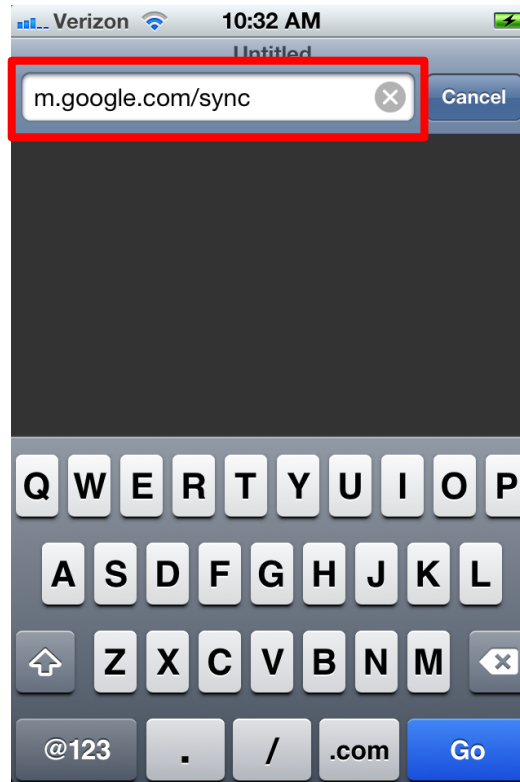 Verizon 10:32 AM
Untitled
m.google.com/sync Cancel
Q W E R T Y U I O P
A S D F G H J K L
Z X C V B N M
@123 . / .com Go